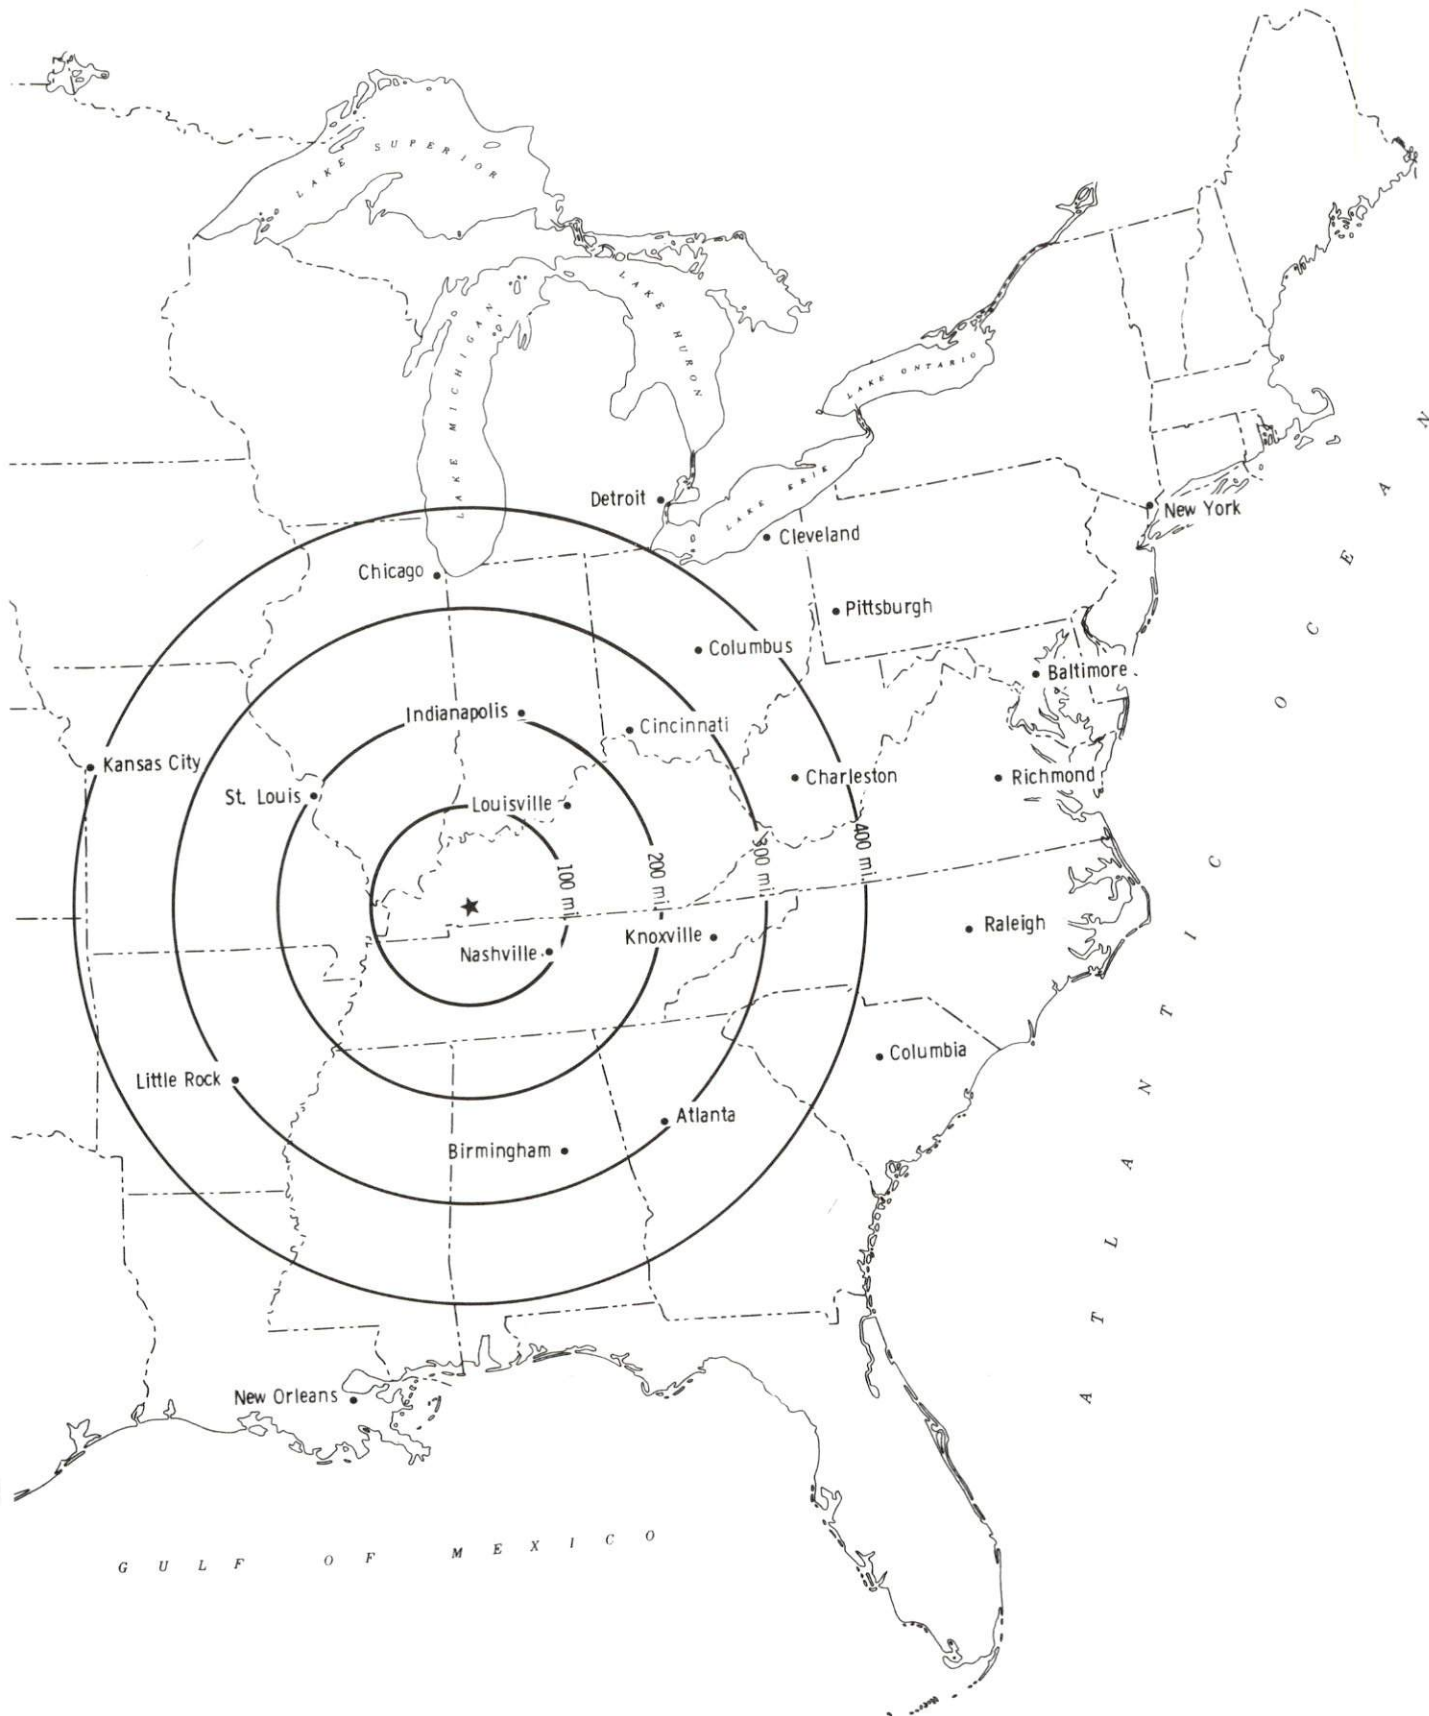 LAKE SUPERIOR
LAKE MICHIGAN
LAKE HURON
LAKE ONTARIO
LAKE ERIE
Detroit
New York
Cleveland
Chicago
Pittsburgh
Columbus
Baltimore
Indianapolis
Cincinnati
Kansas City
Charleston
Richmond
St. Louis
Louisville
100 mi.
200 mi.
300 mi.
400 mi.
Nashville
Knoxville
Raleigh
Columbia
Little Rock
Atlanta
Birmingham
New Orleans
ATLANTIC OCEAN
GULF OF MEXICO